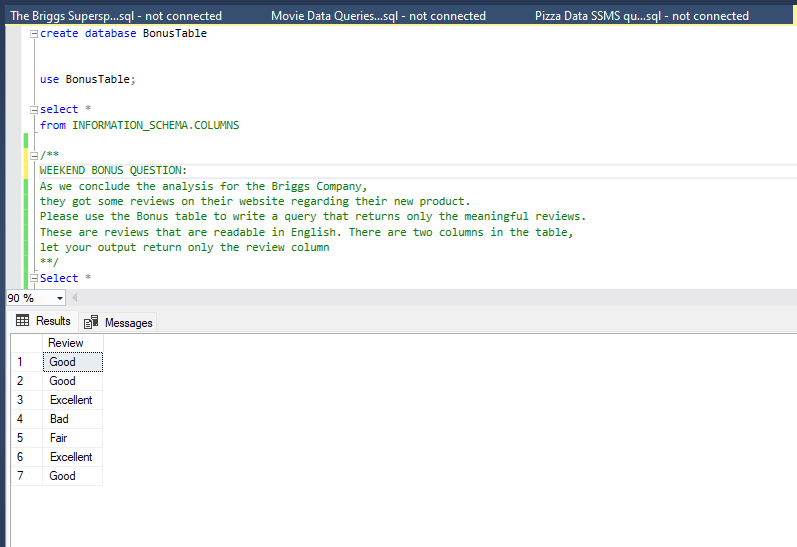 The Briggs Supersp...sql - not connected Movie Data Queries...sql - not connected Pizza Data SSMS qu...sql - not connected
create database BonusTable
use BonusTable;
select *
from INFORMATION_SCHEMA.COLUMNS
/**
WEEKEND BONUS QUESTION:
As we conclude the analysis for the Briggs Company,
they got some reviews on their website regarding their new product.
Please use the Bonus table to write a query that returns only the meaningful reviews.
These are reviews that are readable in English. There are two columns in the table,
let your output return only the review column
**/
Select *
90 %
Results Messages
Review
1 Good
2 Good
3 Excellent
4 Bad
5 Fair
6 Excellent
7 Good